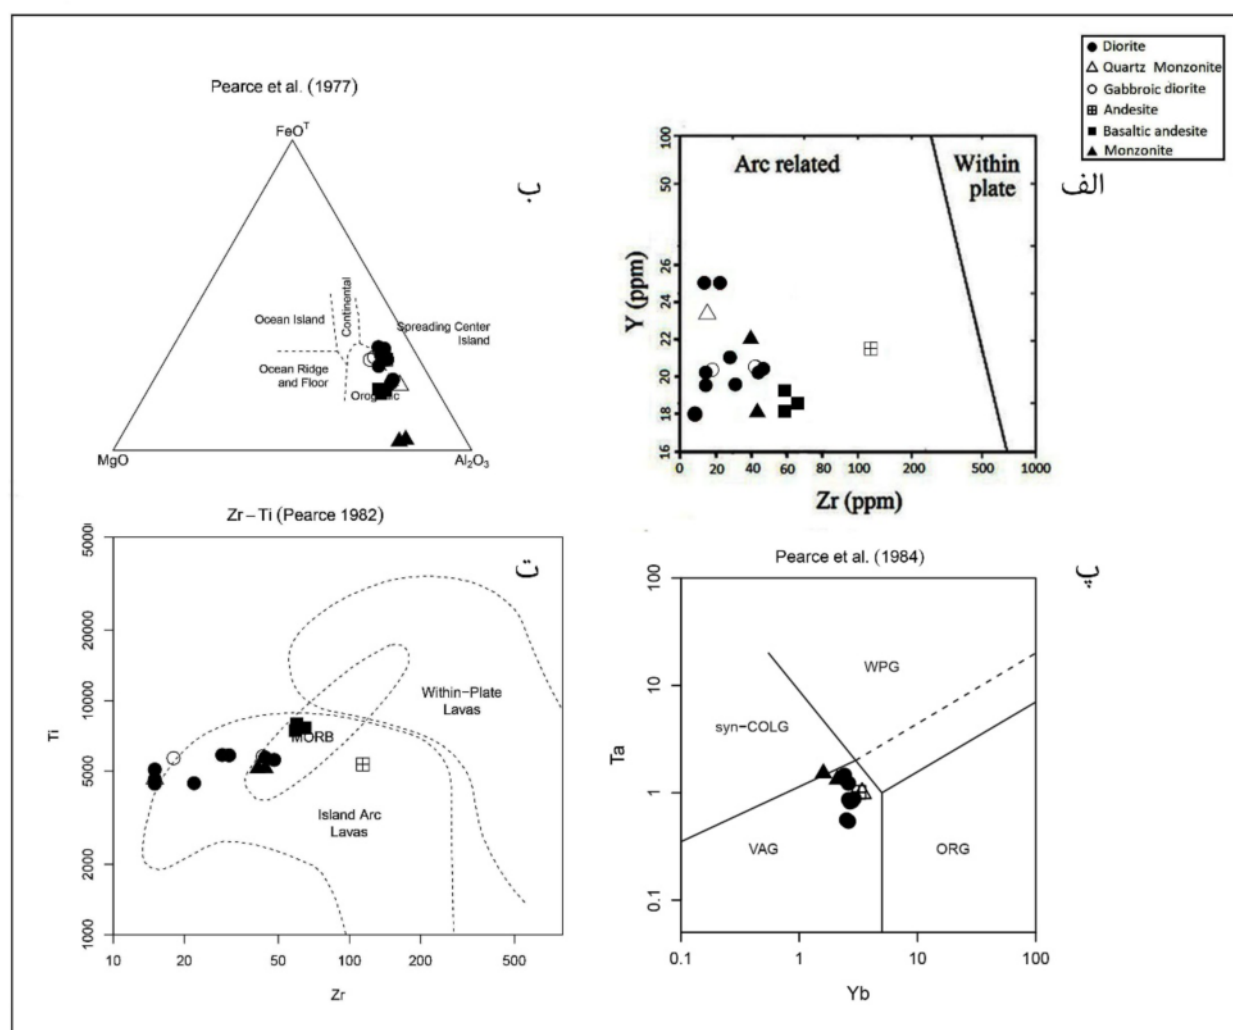 Diorite
Quartz Monzonite
Gabbroic diorite
Andesite
Basaltic andesite
Monzonite
Pearce et al. (1977)
FeOᵀ
ب
Ocean Island
Continental
Spreading Center
Island
Ocean Ridge
and Floor
MgO
Al₂O₃
الف
Arc related
Within
plate
Y (ppm)
100
50
26
24
22
20
18
16
0 20 40 60 80 100 200 500 1000
Zr (ppm)
Zr – Ti (Pearce 1982)
ت
Ti
20000
10000
5000
2000
1000
Within–Plate
Lavas
MORB
Island Arc
Lavas
10 20 50 100 200 500
Zr
Pearce et al. (1984)
پ
Ta
100
10
1
0.1
WPG
syn–COLG
VAG
ORG
0.1 1 10 100
Yb